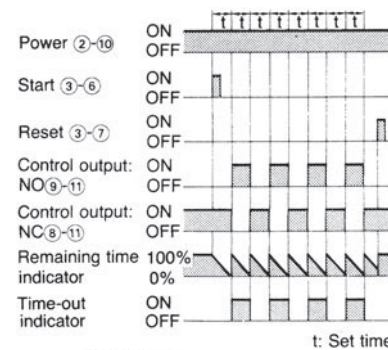 t t t t t t t t
Power ②-⑩ ON
OFF
Start ③-⑥ ON
OFF
Reset ③-⑦ ON
OFF
Control output: ON
NO⑨-⑪ OFF
Control output: ON
NC⑧-⑪ OFF
Remaining time 100%
indicator 0%
Time-out ON
indicator OFF
t: Set time